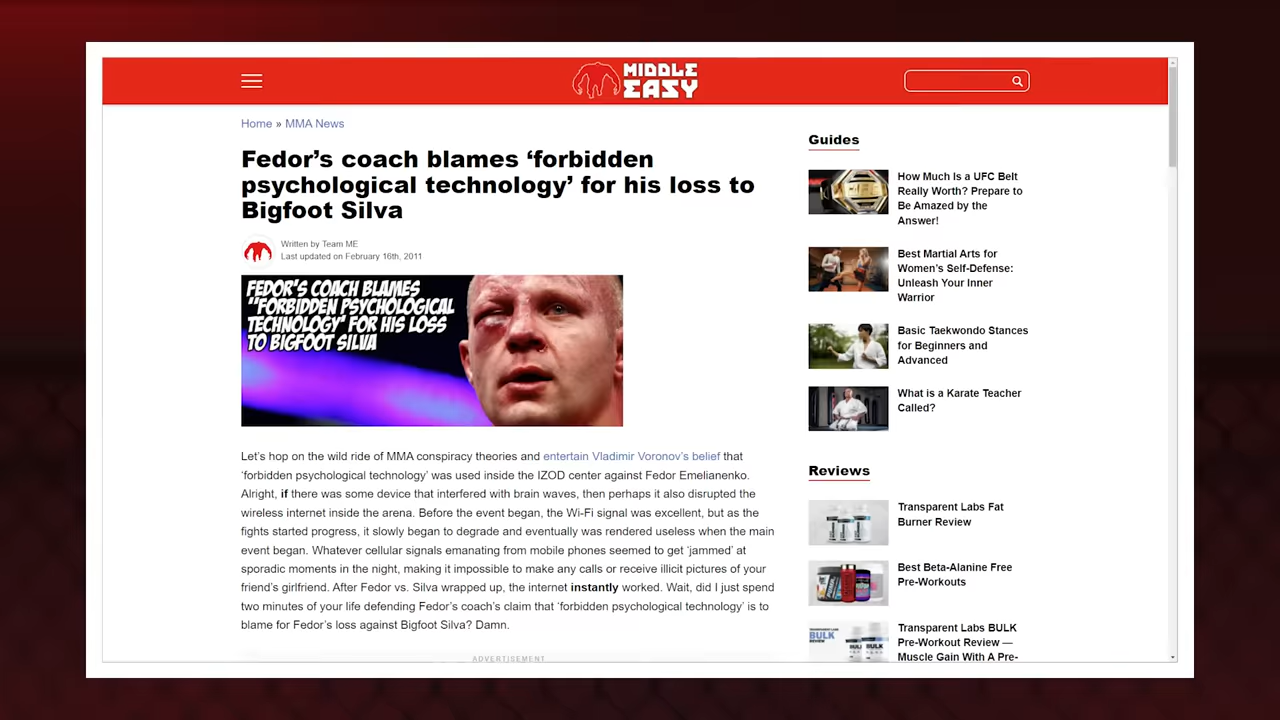 MIDDLE
EASY
Home » MMA News
Fedor’s coach blames ‘forbidden
psychological technology’ for his loss to
Bigfoot Silva
Written by Team ME
Last updated on February 16th, 2011
FEDOR'S COACH BLAMES
"FORBIDDEN PSYCHOLOGICAL
TECHNOLOGY" FOR HIS LOSS
TO BIGFOOT SILVA
Let’s hop on the wild ride of MMA conspiracy theories and entertain Vladimir Voronov’s belief that
‘forbidden psychological technology’ was used inside the IZOD center against Fedor Emelianenko.
Alright, if there was some device that interfered with brain waves, then perhaps it also disrupted the
wireless internet inside the arena. Before the event began, the Wi-Fi signal was excellent, but as the
fights started progress, it slowly began to degrade and eventually was rendered useless when the main
event began. Whatever cellular signals emanating from mobile phones seemed to get ‘jammed’ at
sporadic moments in the night, making it impossible to make any calls or receive illicit pictures of your
friend’s girlfriend. After Fedor vs. Silva wrapped up, the internet instantly worked. Wait, did I just spend
two minutes of your life defending Fedor’s coach’s claim that ‘forbidden psychological technology’ is to
blame for Fedor’s loss against Bigfoot Silva? Damn.
ADVERTISEMENT
Guides
How Much Is a UFC Belt
Really Worth? Prepare to
Be Amazed by the
Answer!
Best Martial Arts for
Women’s Self-Defense:
Unleash Your Inner
Warrior
Basic Taekwondo Stances
for Beginners and
Advanced
What is a Karate Teacher
Called?
Reviews
Transparent Labs Fat
Burner Review
Best Beta-Alanine Free
Pre-Workouts
TRANSPARENT LABS
BULK
REVIEW
Transparent Labs BULK
Pre-Workout Review —
Muscle Gain With A Pre-